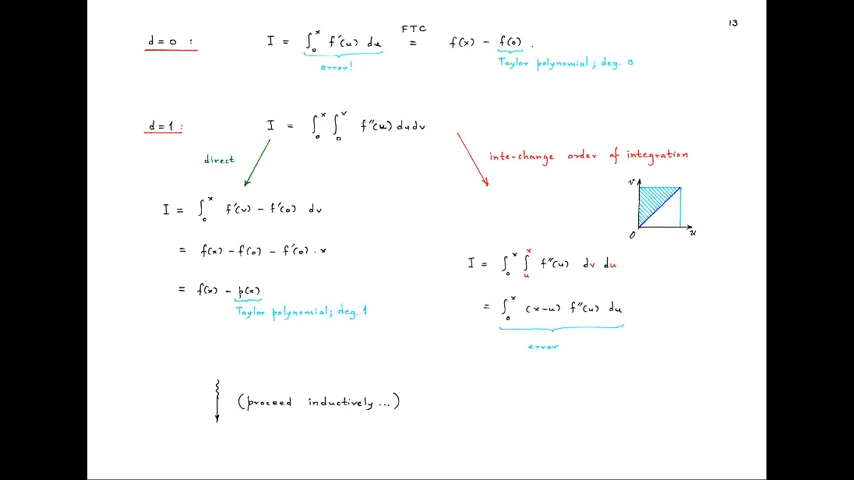 13
d=0: I = ∫₀ˣ f'(u) du = f(x) - f(0).
FTC
error!
Taylor polynomial; deg. 0
d=1: I = ∫₀ˣ ∫₀ᵛ f''(u) du dv
direct
inter-change order of integration
v
0
u
I = ∫₀ˣ f'(v) - f'(0) dv
= f(x) - f(0) - f'(0)·x
= f(x) - p(x)
Taylor polynomial; deg. 1
I = ∫₀ˣ ∫ᵤˣ f''(u) dv du
= ∫₀ˣ (x-u) f''(u) du
error
(proceed inductively...)